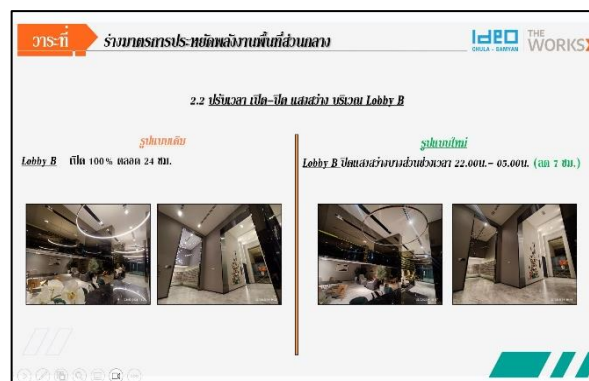 วาระที่
ร่างมาตรการประหยัดพลังงานพื้นที่ส่วนกลาง
Ideo
CHULA - SAMYAN
THE
WORKS
2.2 ปรับเวลา เปิด-ปิด แสงสว่าง บริเวณ Lobby B
รูปแบบเดิม
Lobby B เปิด 100% ตลอด 24 ชม.
รูปแบบใหม่
Lobby B ปิดแสงสว่างบางส่วนช่วงเวลา 22.00น.- 05.00น. (ลด 7 ชม.)